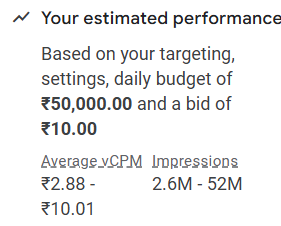 Your estimated performance
Based on your targeting,
settings, daily budget of
₹50,000.00 and a bid of
₹10.00
Average vCPM Impressions
₹2.88 - 2.6M - 52M
₹10.01